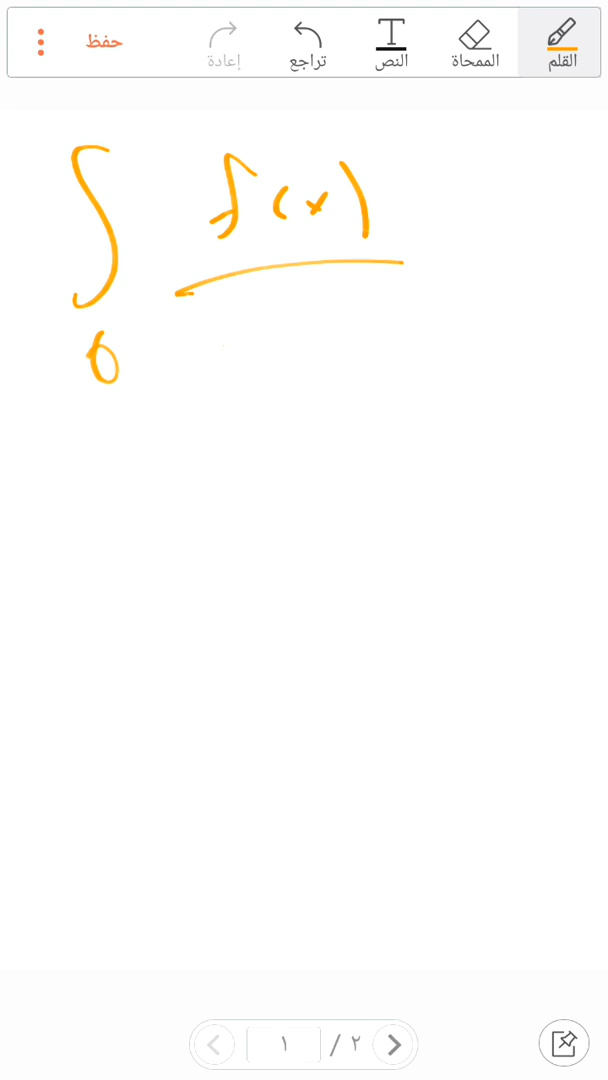 حفظ إعادة تراجع النص الممحاة القلم
∫ f(x)
0
١ / ٢